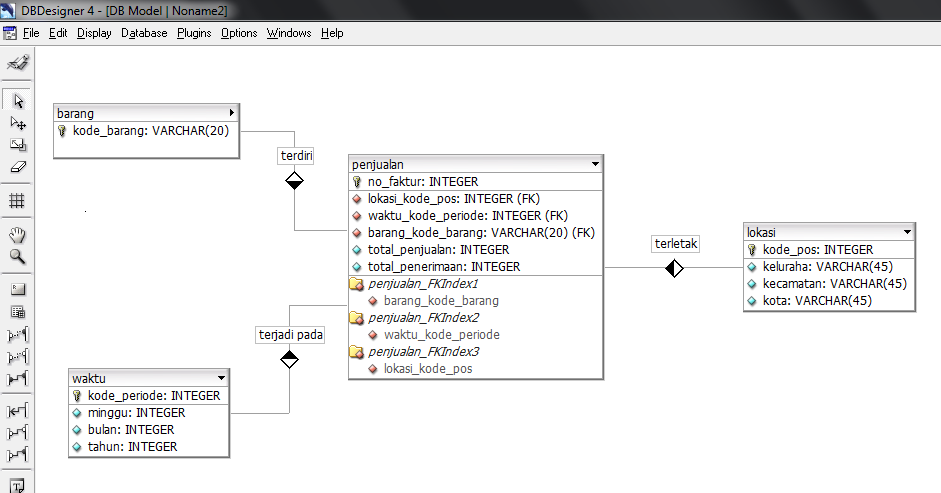 DBDesigner 4 - [DB Model | Noname2]
File Edit Display Database Plugins Options Windows Help
barang
kode_barang: VARCHAR(20)
terdiri
penjualan
no_faktur: INTEGER
lokasi_kode_pos: INTEGER (FK)
waktu_kode_periode: INTEGER (FK)
barang_kode_barang: VARCHAR(20) (FK)
total_penjualan: INTEGER
total_penerimaan: INTEGER
penjualan_FKIndex1
barang_kode_barang
penjualan_FKIndex2
waktu_kode_periode
penjualan_FKIndex3
lokasi_kode_pos
terletak
lokasi
kode_pos: INTEGER
keluraha: VARCHAR(45)
kecamatan: VARCHAR(45)
kota: VARCHAR(45)
terjadi pada
waktu
kode_periode: INTEGER
minggu: INTEGER
bulan: INTEGER
tahun: INTEGER
T